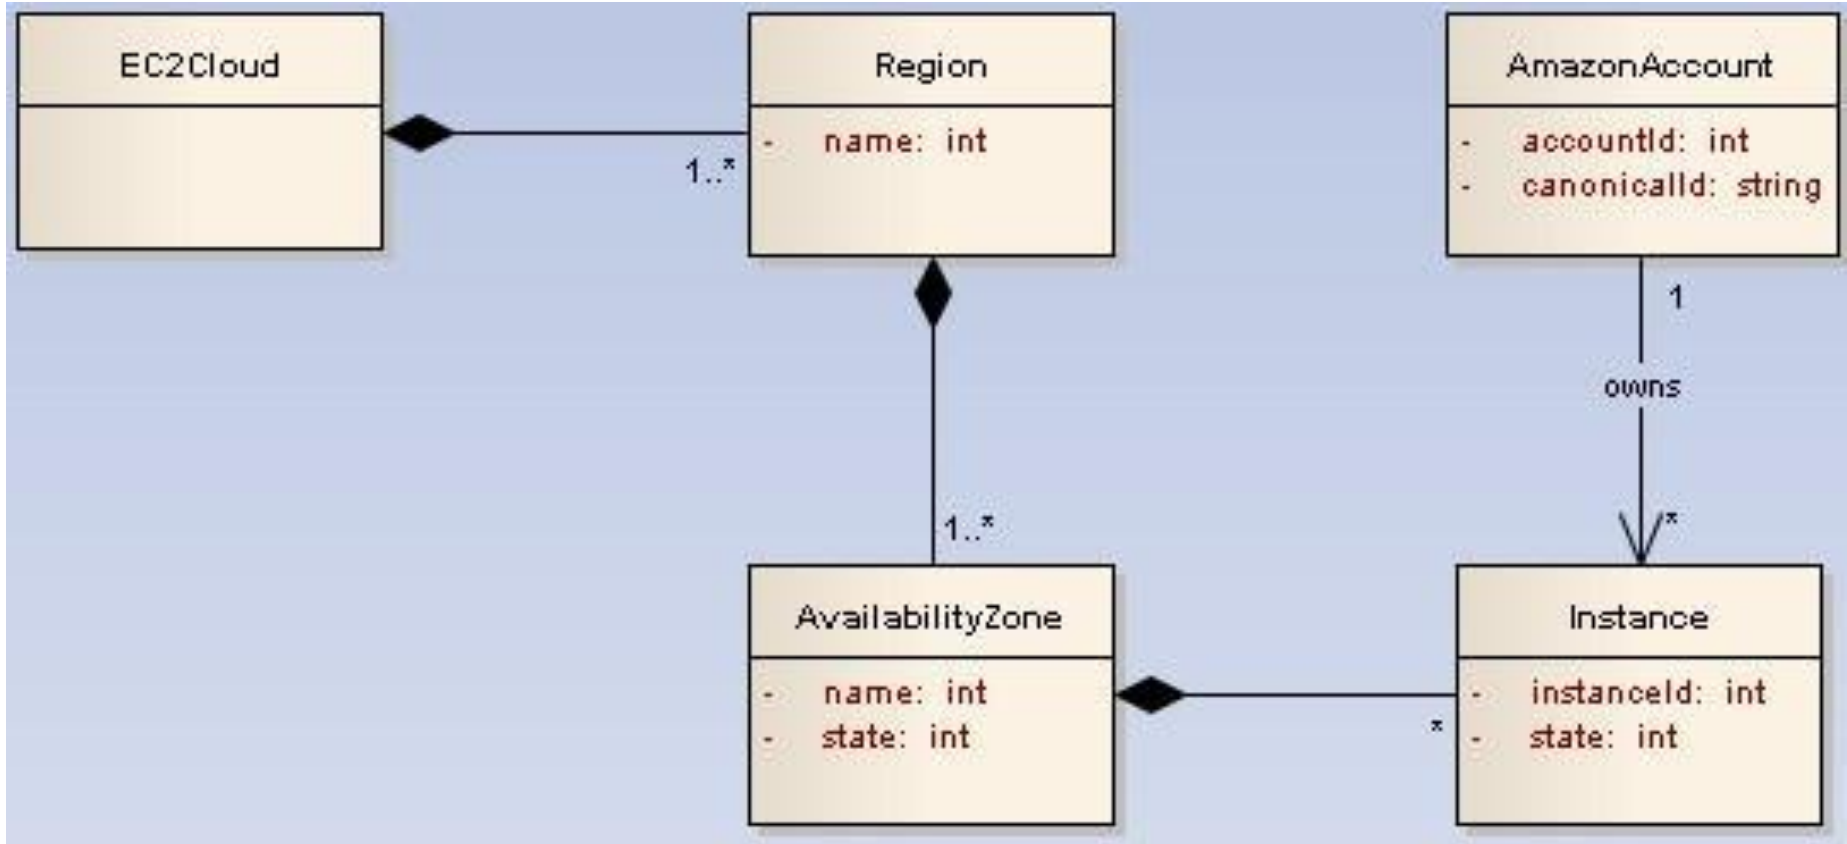 EC2Cloud
Region
- name: int
1..*
AmazonAccount
- accountId: int
- canonicalId: string
1
owns
*
1..*
AvailabilityZone
- name: int
- state: int
*
Instance
- instanceId: int
- state: int